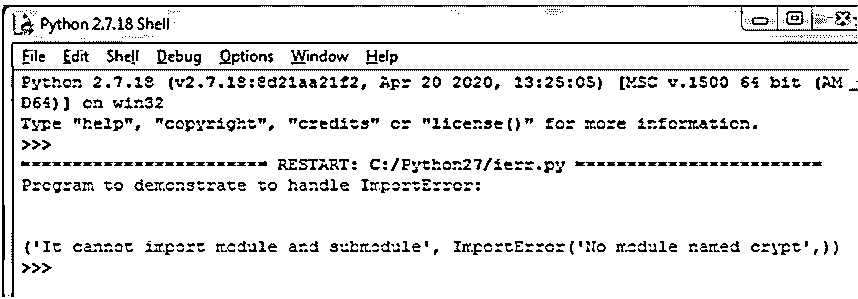 Python 2.7.18 Shell
File Edit Shell Debug Options Window Help
Python 2.7.18 (v2.7.18:8d21aa21f2, Apr 20 2020, 13:25:05) [MSC v.1500 64 bit (AM
D64)] on win32
Type "help", "copyright", "credits" or "license()" for more information.
>>>
======================== RESTART: C:/Python27/ierr.py ========================
Program to demonstrate to handle ImportError:
('It cannot import module and submodule', ImportError('No module named crypt',))
>>>